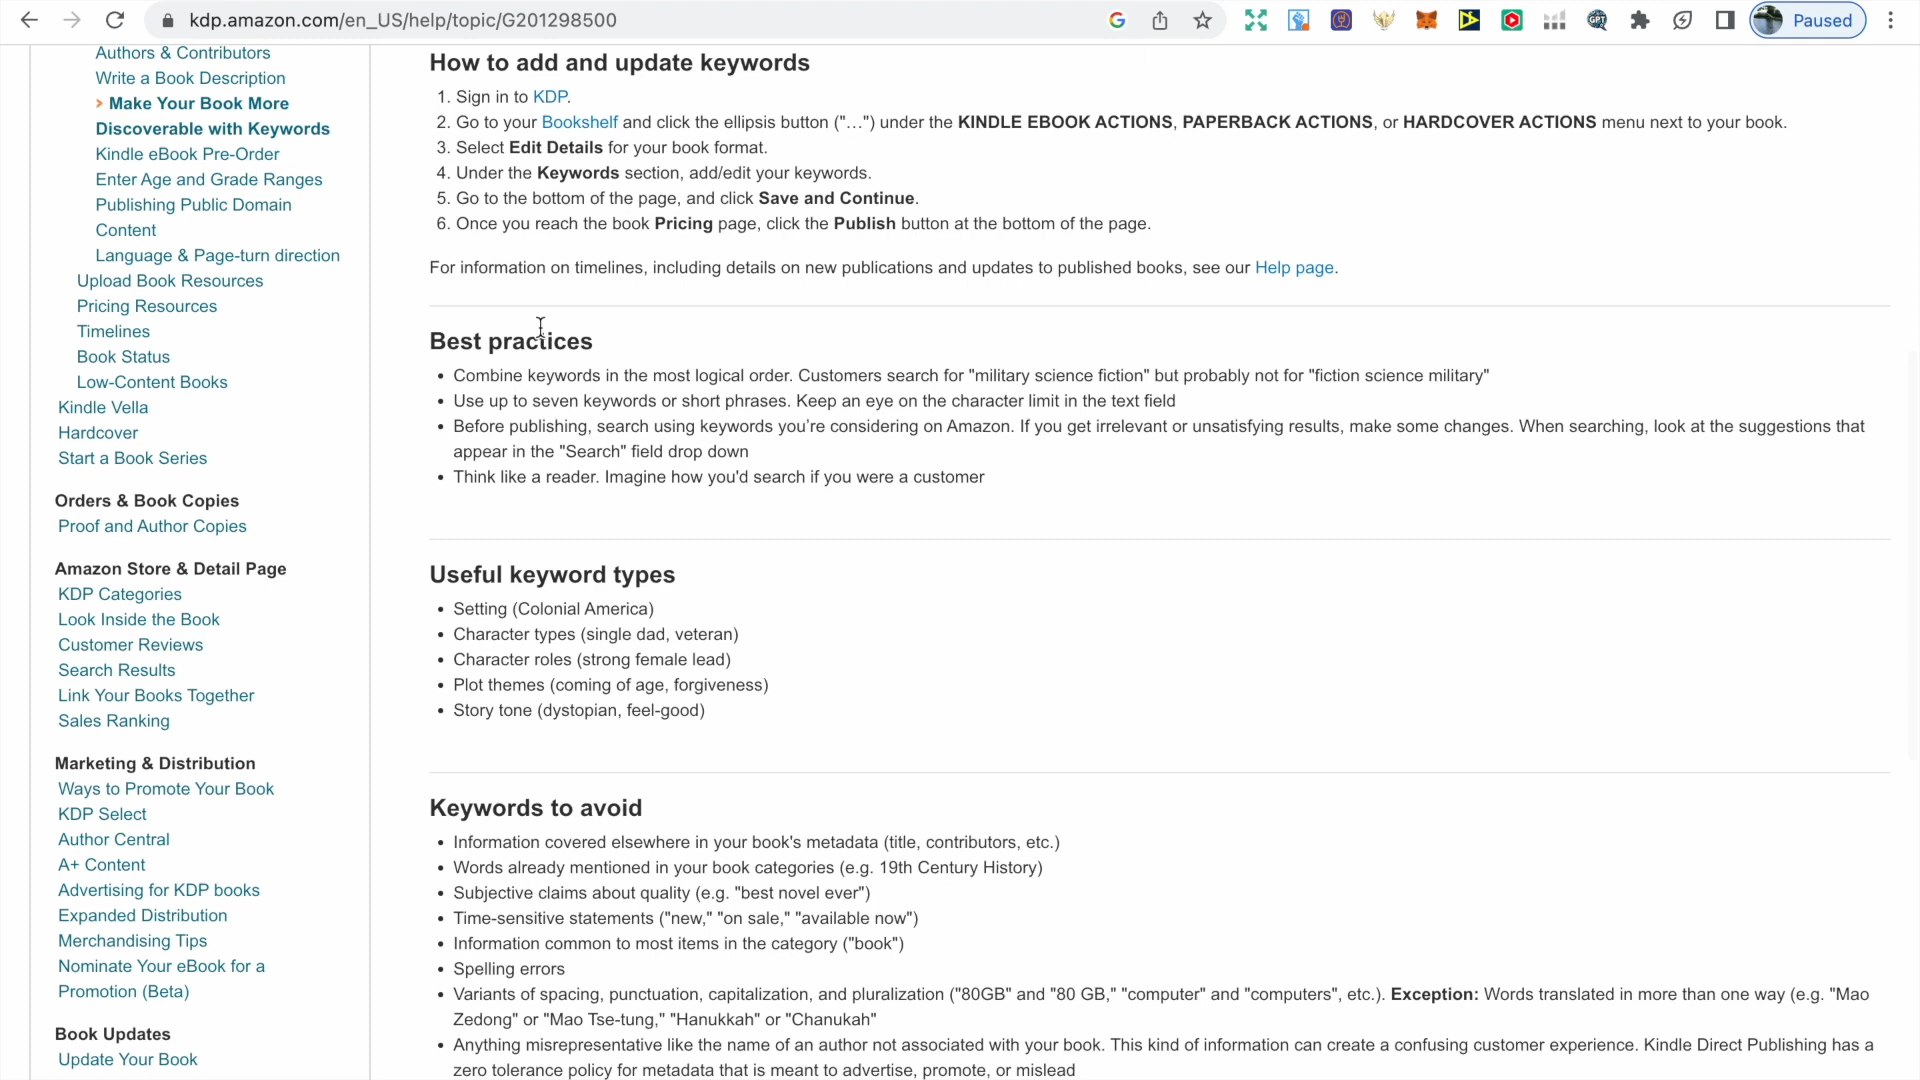 kdp.amazon.com/en_US/help/topic/G201298500
Paused
Authors & Contributors
Write a Book Description
Make Your Book More
Discoverable with Keywords
Kindle eBook Pre-Order
Enter Age and Grade Ranges
Publishing Public Domain
Content
Language & Page-turn direction
Upload Book Resources
Pricing Resources
Timelines
Book Status
Low-Content Books
Kindle Vella
Hardcover
Start a Book Series
Orders & Book Copies
Proof and Author Copies
Amazon Store & Detail Page
KDP Categories
Look Inside the Book
Customer Reviews
Search Results
Link Your Books Together
Sales Ranking
Marketing & Distribution
Ways to Promote Your Book
KDP Select
Author Central
A+ Content
Advertising for KDP books
Expanded Distribution
Merchandising Tips
Nominate Your eBook for a
Promotion (Beta)
Book Updates
Update Your Book
How to add and update keywords
1. Sign in to KDP.
2. Go to your Bookshelf and click the ellipsis button ("…") under the KINDLE EBOOK ACTIONS, PAPERBACK ACTIONS, or HARDCOVER ACTIONS menu next to your book.
3. Select Edit Details for your book format.
4. Under the Keywords section, add/edit your keywords.
5. Go to the bottom of the page, and click Save and Continue.
6. Once you reach the book Pricing page, click the Publish button at the bottom of the page.
For information on timelines, including details on new publications and updates to published books, see our Help page.
Best practices
• Combine keywords in the most logical order. Customers search for "military science fiction" but probably not for "fiction science military"
• Use up to seven keywords or short phrases. Keep an eye on the character limit in the text field
• Before publishing, search using keywords you're considering on Amazon. If you get irrelevant or unsatisfying results, make some changes. When searching, look at the suggestions that
appear in the "Search" field drop down
• Think like a reader. Imagine how you'd search if you were a customer
Useful keyword types
• Setting (Colonial America)
• Character types (single dad, veteran)
• Character roles (strong female lead)
• Plot themes (coming of age, forgiveness)
• Story tone (dystopian, feel-good)
Keywords to avoid
• Information covered elsewhere in your book's metadata (title, contributors, etc.)
• Words already mentioned in your book categories (e.g. 19th Century History)
• Subjective claims about quality (e.g. "best novel ever")
• Time-sensitive statements ("new," "on sale," "available now")
• Information common to most items in the category ("book")
• Spelling errors
• Variants of spacing, punctuation, capitalization, and pluralization ("80GB" and "80 GB," "computer" and "computers", etc.). Exception: Words translated in more than one way (e.g. "Mao
Zedong" or "Mao Tse-tung," "Hanukkah" or "Chanukah"
• Anything misrepresentative like the name of an author not associated with your book. This kind of information can create a confusing customer experience. Kindle Direct Publishing has a
zero tolerance policy for metadata that is meant to advertise, promote, or mislead